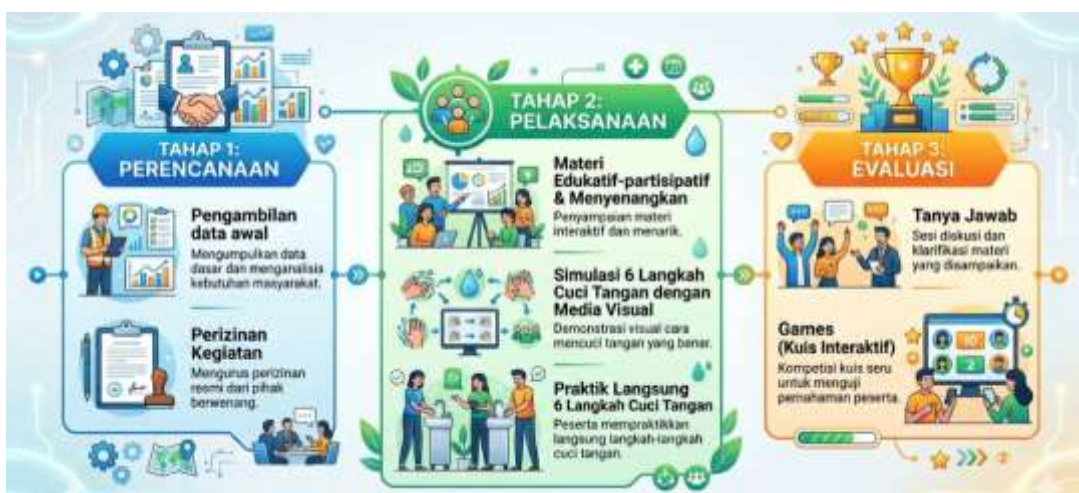 TAHAP 1:
PERENCANAAN
Pengambilan
data awal
Mengumpulkan data
dasar dan menganalisis
kebutuhan masyarakat.
Perizinan
Kegiatan
Mengurus perizinan
resmi dari pihak
berwenang.
TAHAP 2:
PELAKSANAAN
Materi
Edukatif-partisipatif
& Menyenangkan
Penyampaian materi
interaktif dan menarik.
Simulasi 6 Langkah
Cuci Tangan dengan
Media Visual
Demonstrasi visual cara
mencuci tangan yang benar.
Praktik Langsung
6 Langkah Cuci Tangan
Peserta mempraktikkan
langsung langkah-langkah
cuci tangan.
TAHAP 3:
EVALUASI
Tanya Jawab
Sesi diskusi dan
klarifikasi materi
yang disampaikan.
Games
(Kuis Interaktif)
Kompetisi kuis seru
untuk menguji
pemahaman peserta.
10
2